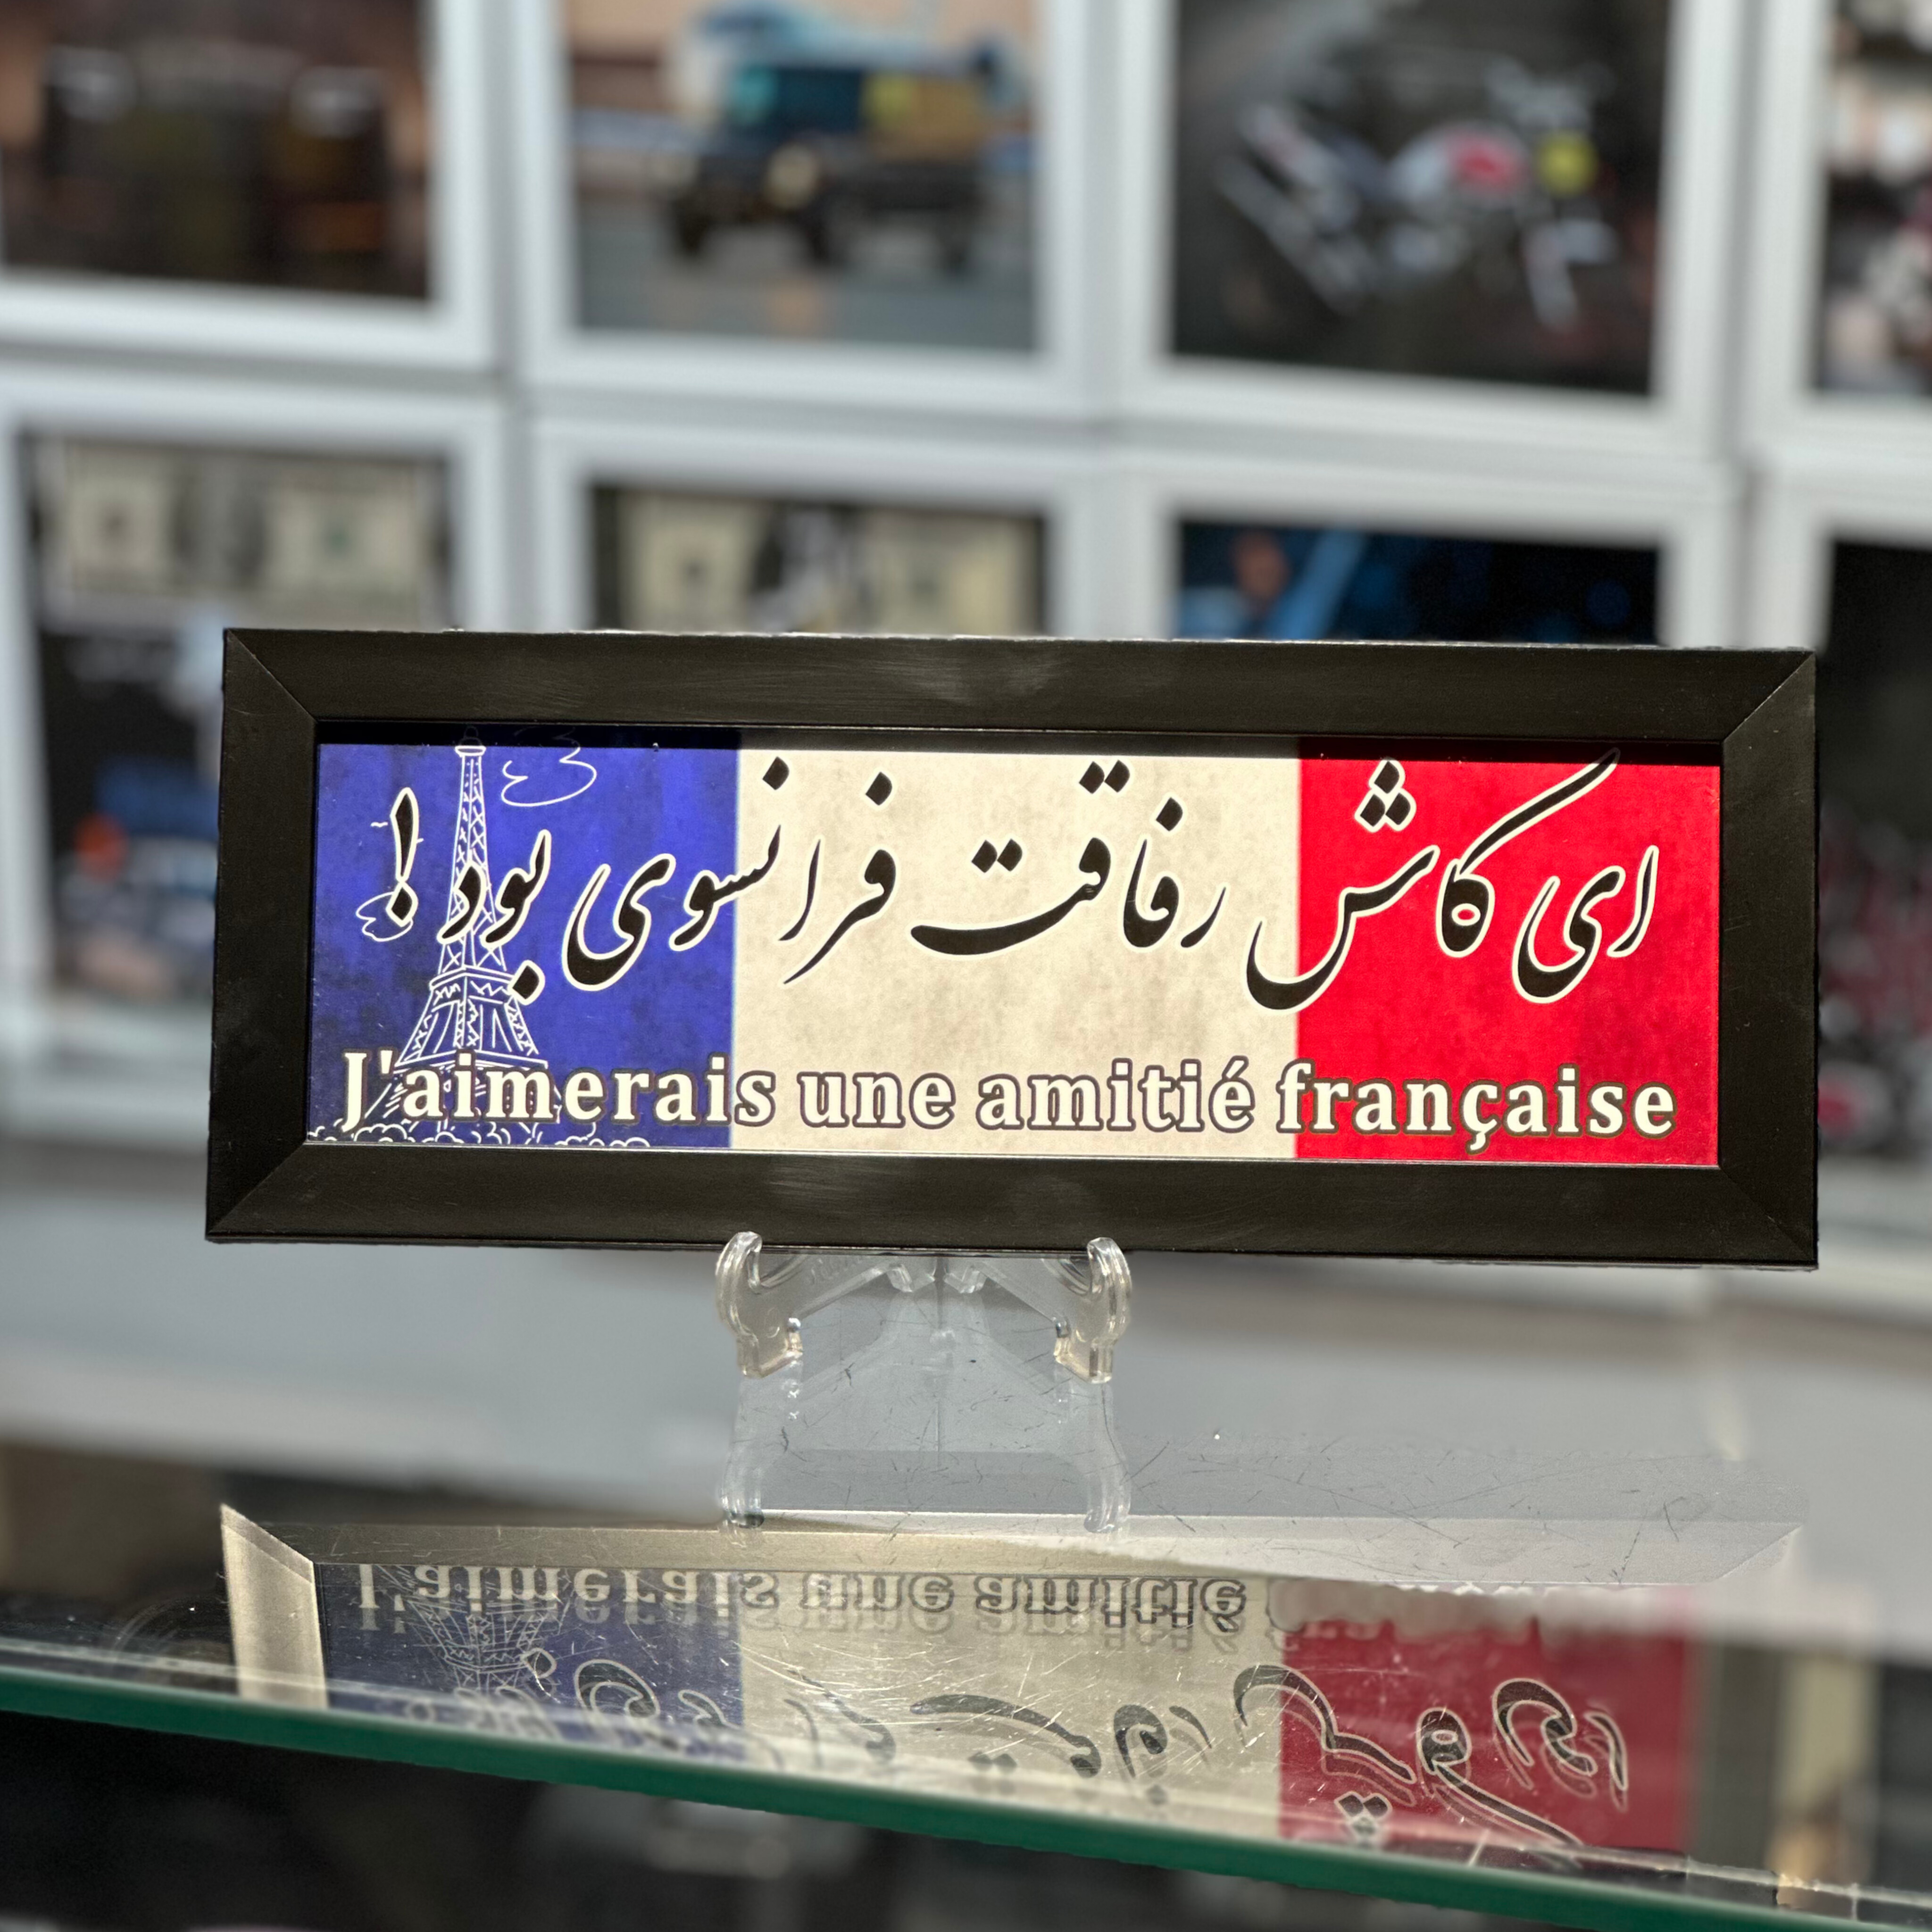 ای کاش رفاقت فرانسوی بود !
J'aimerais une amitié française